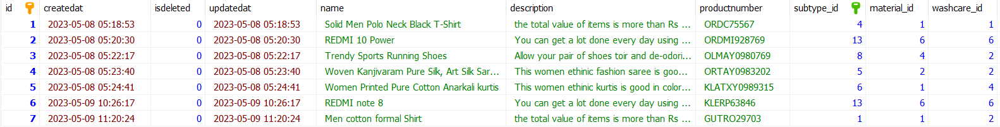 id createdat isdeleted updatedat name description productnumber subtype_id material_id washcare_id
1 2023-05-08 05:18:53 0 2023-05-08 05:18:53 Solid Men Polo Neck Black T-Shirt the total value of items is more than Rs ... ORDC75567 4 1 1
2 2023-05-08 05:20:30 0 2023-05-08 05:20:30 REDMI 10 Power You can get a lot done every day using ... ORDMI928769 13 6 6
3 2023-05-08 05:22:17 0 2023-05-08 05:22:17 Trendy Sports Running Shoes Allow your pair of shoes toir and de-odori... OLMAY0980769 8 4 2
4 2023-05-08 05:23:40 0 2023-05-08 05:23:40 Woven Kanjivaram Pure Silk, Art Silk Sar... This women ethinic fashion saree is goo... ORTAY0983202 5 2 2
5 2023-05-08 05:24:41 0 2023-05-08 05:24:41 Women Printed Pure Cotton Anarkali kurtis This women ethinic kurtis is good in color... KLATXY0989315 6 1 4
6 2023-05-09 10:26:17 0 2023-05-09 10:26:17 REDMI note 8 You can get a lot done every day using ... KLERP63846 13 6 6
7 2023-05-09 11:20:24 0 2023-05-09 11:20:24 Men cotton formal Shirt the total value of items is more than Rs ... GUTRO29703 1 1 2